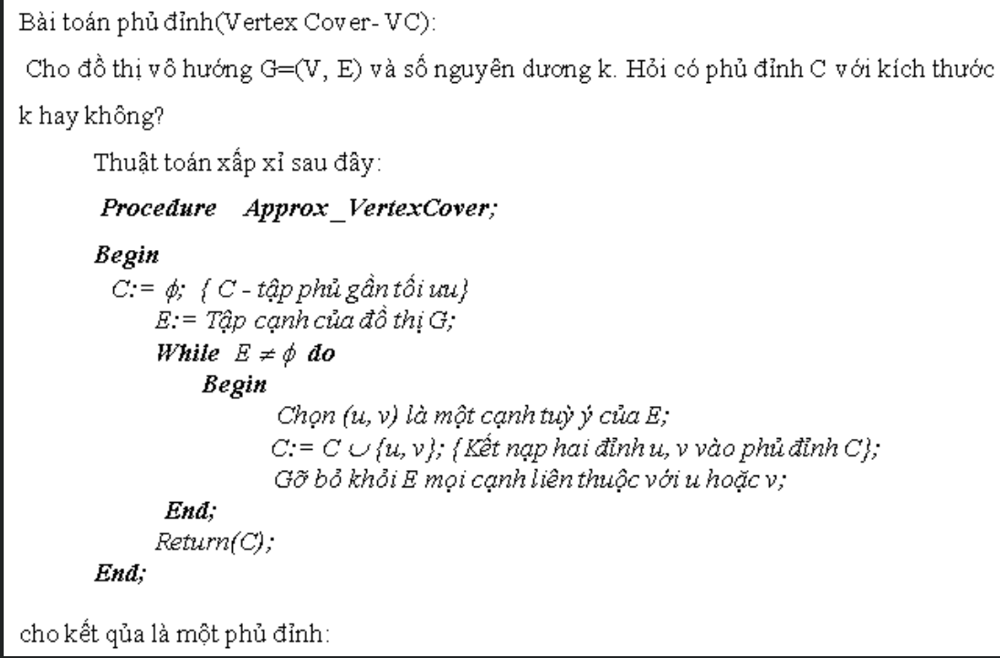 Bài toán phủ đỉnh(Vertex Cover- VC):
Cho đồ thị vô hướng G=(V, E) và số nguyên dương k. Hỏi có phủ đỉnh C với kích thước
k hay không?
Thuật toán xấp xỉ sau đây:
Procedure Approx_VertexCover;
Begin
C:= ϕ; { C - tập phủ gần tối ưu}
E:= Tập cạnh của đồ thị G;
While E ≠ ϕ do
Begin
Chọn (u, v) là một cạnh tuỳ ý của E;
C:= C ∪ {u, v}; {Kết nạp hai đỉnh u, v vào phủ đỉnh C};
Gỡ bỏ khỏi E mọi cạnh liên thuộc với u hoặc v;
End;
Return(C);
End;
cho kết qủa là một phủ đỉnh: